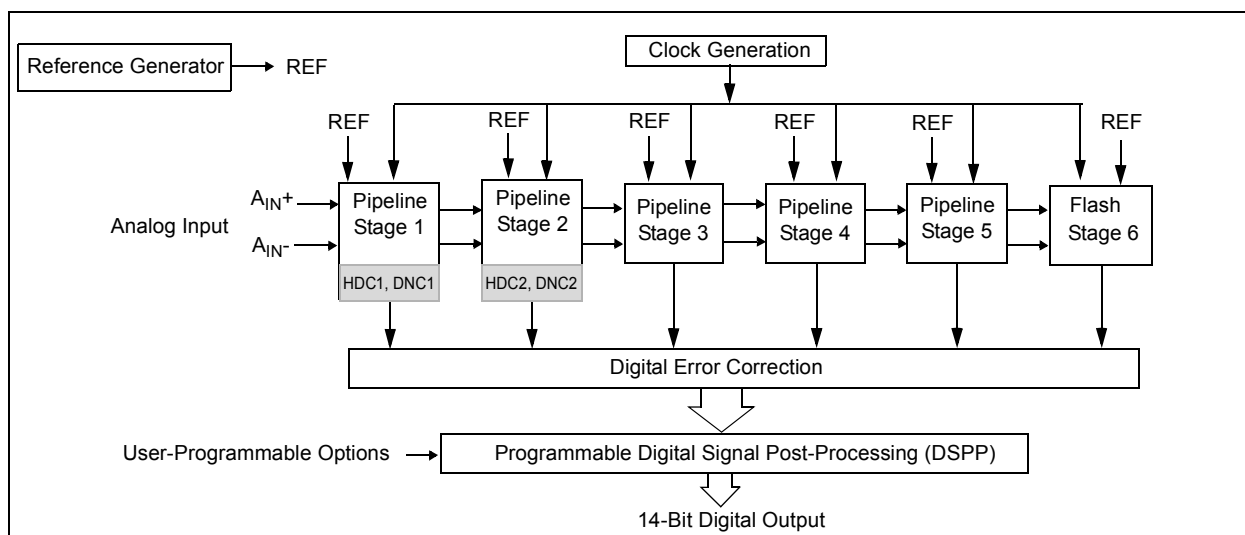 Reference Generator
REF
Clock Generation
REF
REF
REF
REF
REF
REF
Analog Input
AIN+
AIN-
Pipeline
Stage 1
HDC1, DNC1
Pipeline
Stage 2
HDC2, DNC2
Pipeline
Stage 3
Pipeline
Stage 4
Pipeline
Stage 5
Flash
Stage 6
Digital Error Correction
User-Programmable Options
Programmable Digital Signal Post-Processing (DSPP)
14-Bit Digital Output